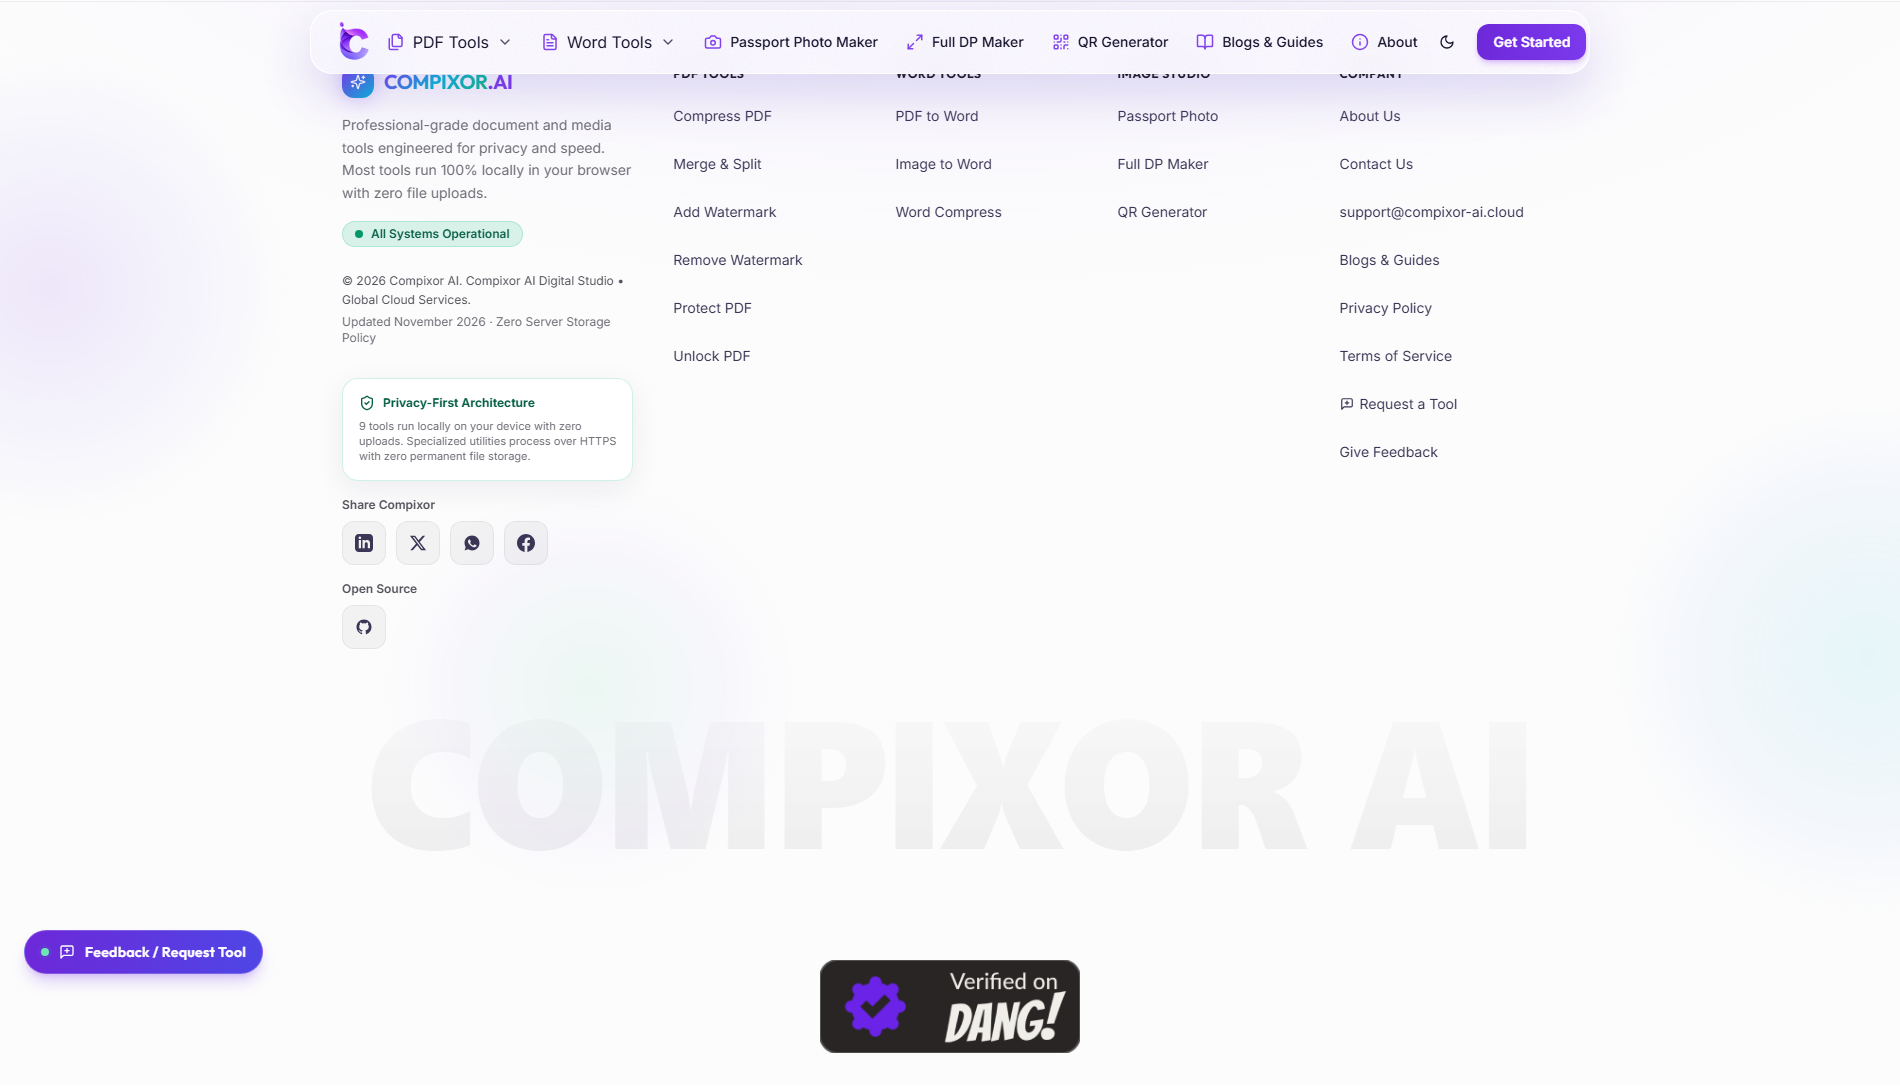 PDF Tools
Word Tools
Passport Photo Maker
Full DP Maker
QR Generator
Blogs & Guides
About
Get Started
COMPIXOR.AI
Professional-grade document and media
tools engineered for privacy and speed.
Most tools run 100% locally in your browser
with zero file uploads.
All Systems Operational
© 2026 Compixor AI. Compixor AI Digital Studio •
Global Cloud Services.
Updated November 2026 · Zero Server Storage
Policy
Privacy-First Architecture
9 tools run locally on your device with zero
uploads. Specialized utilities process over HTTPS
with zero permanent file storage.
Share Compixor
Open Source
PDF TOOLS
Compress PDF
Merge & Split
Add Watermark
Remove Watermark
Protect PDF
Unlock PDF
WORD TOOLS
PDF to Word
Image to Word
Word Compress
IMAGE STUDIO
Passport Photo
Full DP Maker
QR Generator
COMPANY
About Us
Contact Us
support@compixor-ai.cloud
Blogs & Guides
Privacy Policy
Terms of Service
Request a Tool
Give Feedback
COMPIXOR AI
Feedback / Request Tool
Verified on
DANG!